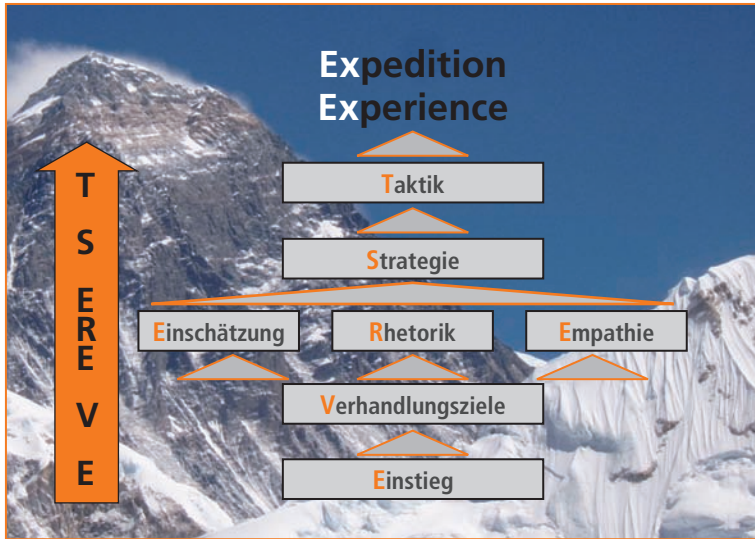 Expedition
Experience
T
S
E
R
E
V
E
Taktik
Strategie
Einschätzung
Rhetorik
Empathie
Verhandlungsziele
Einstieg